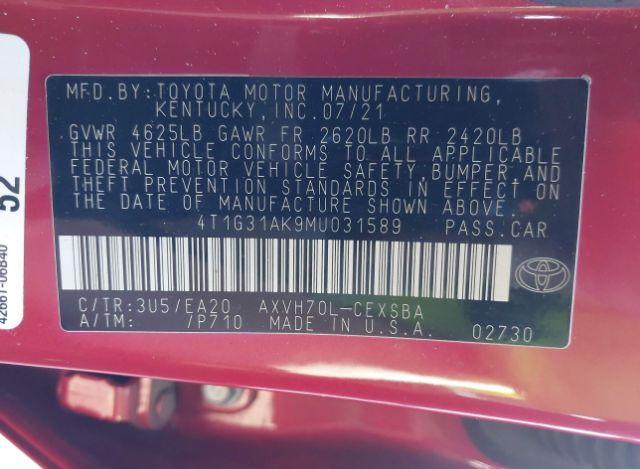 MFD.BY:TOYOTA MOTOR MANUFACTURING,
KENTUCKY,INC.07/21
GVWR 4625LB GAWR FR 2620LB RR 2420LB
THIS VEHICLE CONFORMS TO ALL APPLICABLE
FEDERAL MOTOR VEHICLE SAFETY,BUMPER,AND
THEFT PREVENTION STANDARDS IN EFFECT ON
THE DATE OF MANUFACTURE SHOWN ABOVE.
4T1G31AK9MU031589 PASS.CAR
C/TR:3U5/EA20 AXVH70L-CEXSBA
A/TM: /P710 MADE IN U.S.A. 02730
52
42661-06B40